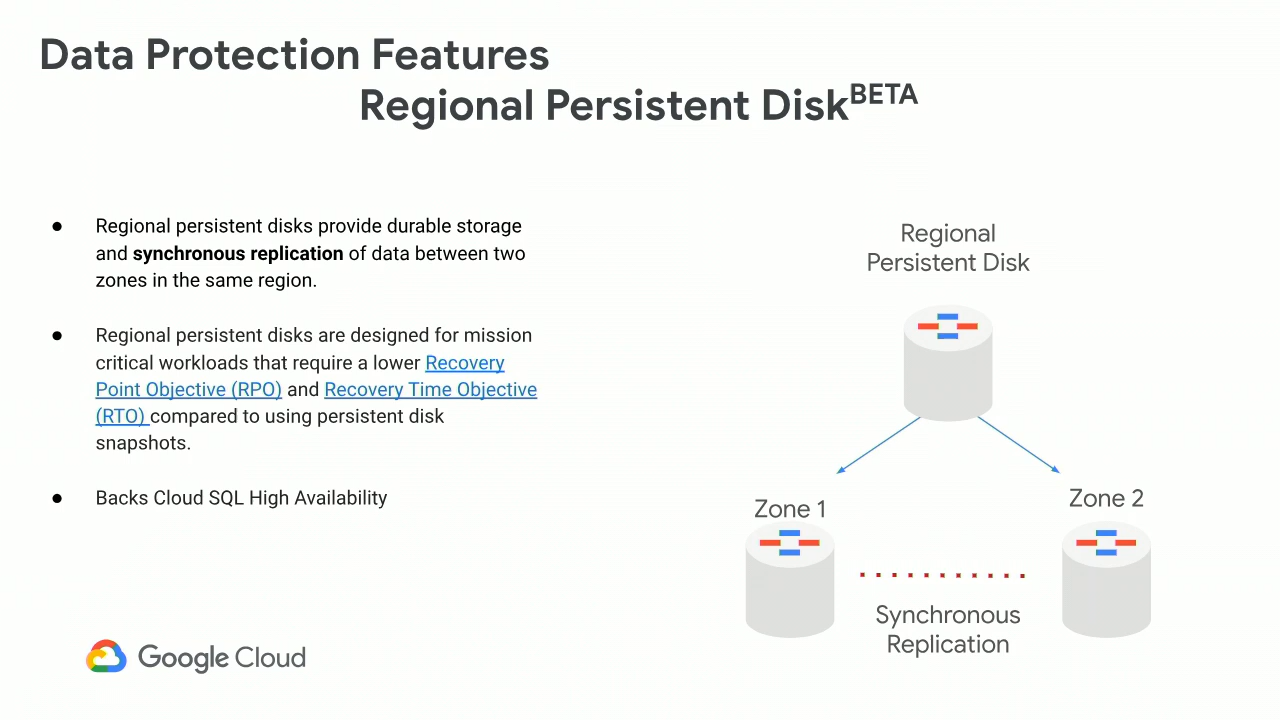 Data Protection Features
Regional Persistent Disk BETA
● Regional persistent disks provide durable storage
and synchronous replication of data between two
zones in the same region.
● Regional persistent disks are designed for mission
critical workloads that require a lower Recovery
Point Objective (RPO) and Recovery Time Objective
(RTO) compared to using persistent disk
snapshots.
● Backs Cloud SQL High Availability
Regional
Persistent Disk
Zone 1
Zone 2
Synchronous
Replication
Google Cloud